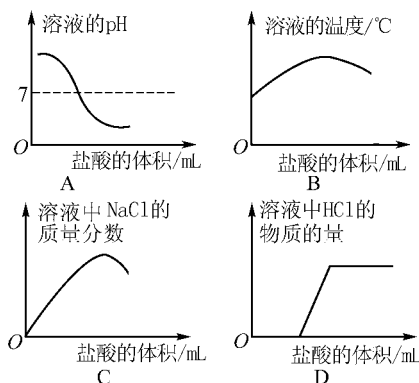 溶液的pH
7
O
盐酸的体积/mL
A
溶液的温度/℃
O
盐酸的体积/mL
B
溶液中NaCl的
质量分数
O
盐酸的体积/mL
C
溶液中HCl的
物质的量
O
盐酸的体积/mL
D